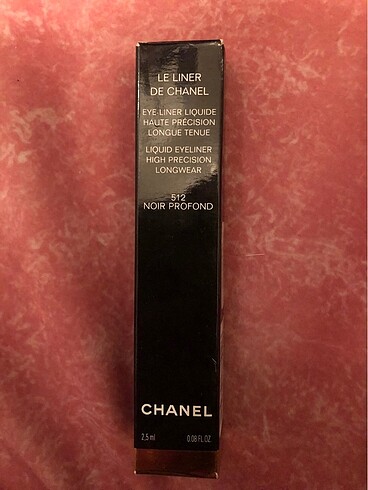 LE LINER
DE CHANEL
EYE-LINER LIQUIDE
HAUTE PRÉCISION
LONGUE TENUE
LIQUID EYELINER
HIGH PRECISION
LONGWEAR
512
NOIR PROFOND
CHANEL
2,5 ml 0.08 FL.OZ.